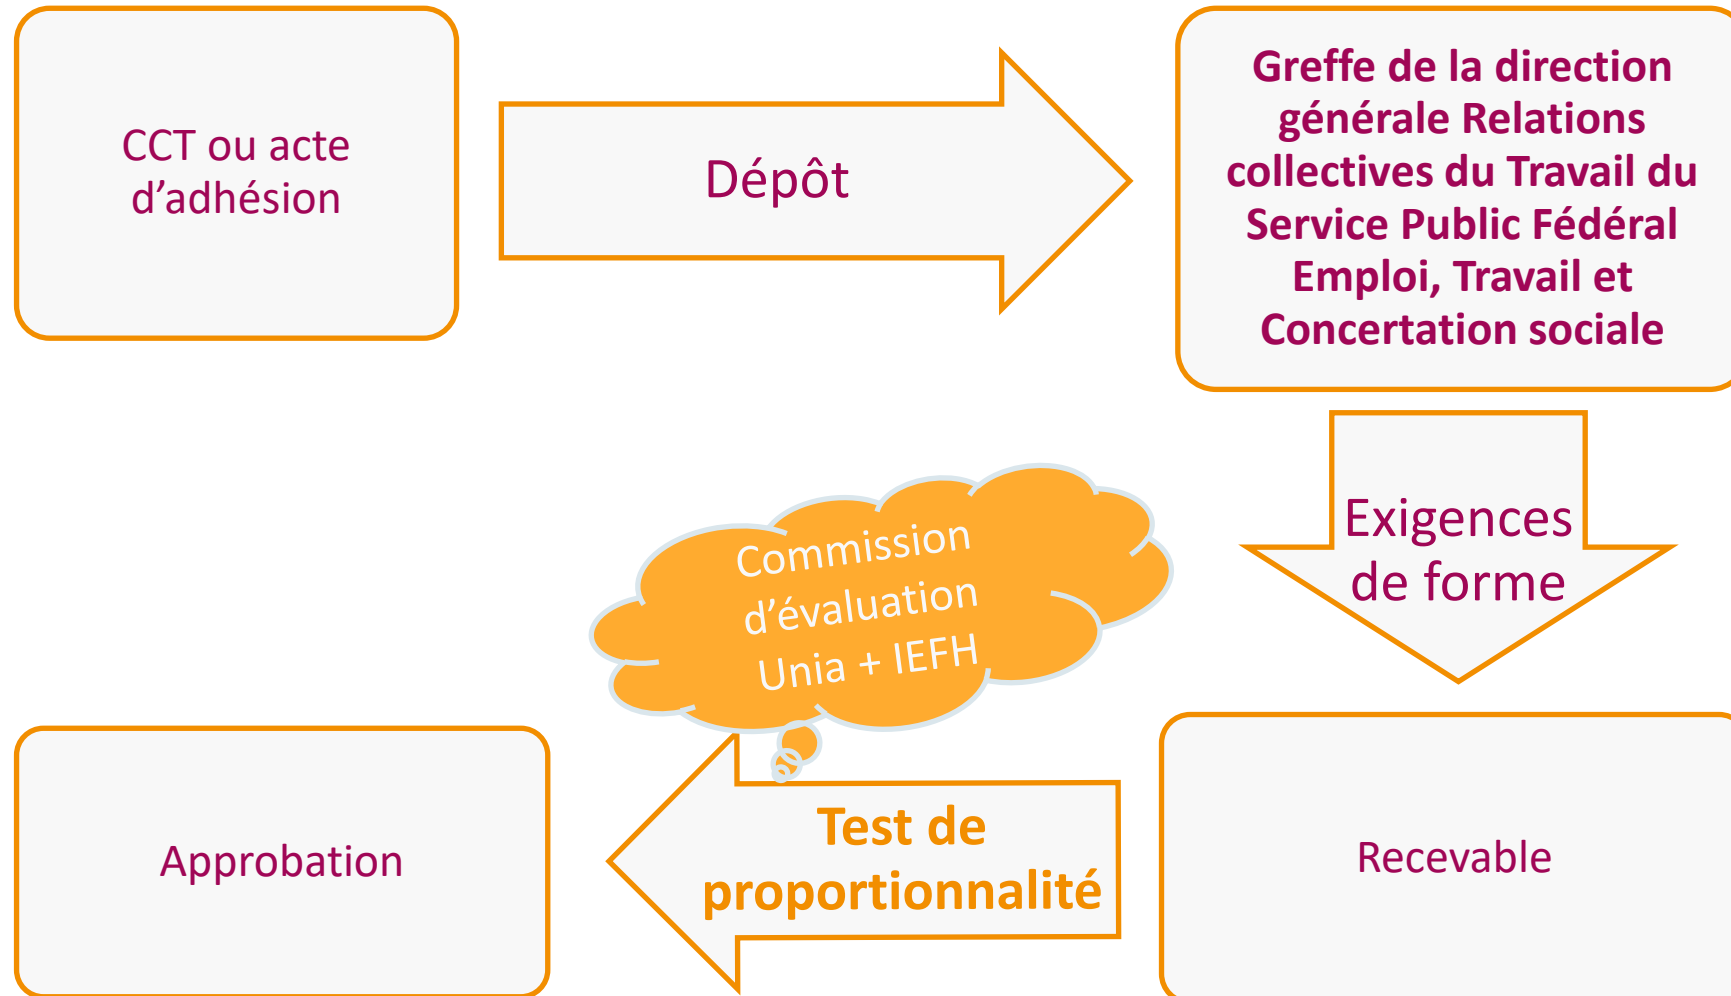 CCT ou acte
d’adhésion
Dépôt
Greffe de la direction
générale Relations
collectives du Travail du
Service Public Fédéral
Emploi, Travail et
Concertation sociale
Exigences
de forme
Commission
d’évaluation
Unia + IEFH
Approbation
Test de
proportionnalité
Recevable